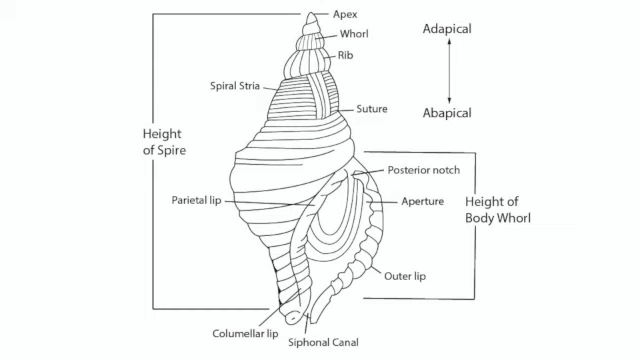 Apex
Whorl
Rib
Adapical
Spiral Stria
Suture
Abapical
Height
of Spire
Posterior notch
Parietal lip
Aperture
Height of
Body Whorl
Outer lip
Columellar lip
Siphonal Canal